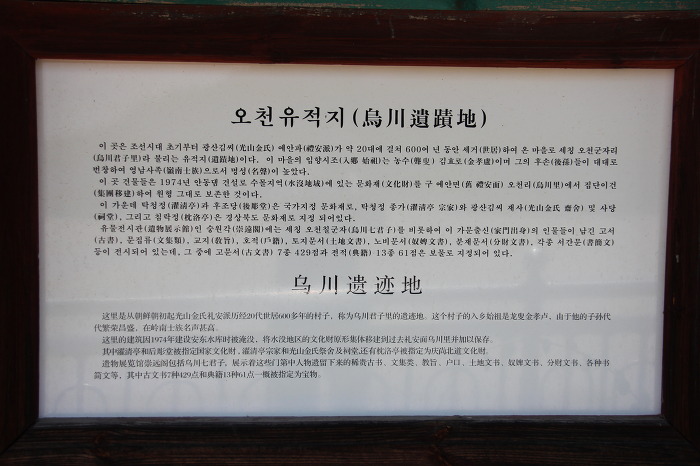 오천유적지(烏川遺蹟地)
이 곳은 조선시대 초기부터 광산김씨(光山金氏) 예안파(禮安派)가 약 20대에 걸쳐 600여 년 동안 세거(世居)하여 온 마을로 세칭 오천군자리
(烏川君子里)라 불리는 유적지(遺蹟地)이다. 이 마을의 입향시조(入鄕 始祖)는 농수(聾叟) 김효로(金孝盧)이며 그의 후손(後孫)들이 대대로
번창하여 영남사족(嶺南士族)으로서 명성(名聲)이 높았다.
이 곳 건물들은 1974년 안동댐 건설로 수몰지역(水沒地域)에 있는 문화재(文化財)를 구 예안면(舊 禮安面) 오천리(烏川里)에서 집단이건
(集團移建)하여 원형 그대로 보존한 것이다.
이 가운데 탁청정(濯淸亭)과 후조당(後彫堂)은 국가지정 문화재로, 탁청정 종가(濯淸亭 宗家)와 광산김씨 재사(光山金氏 齋舍) 및 사당
(祠堂), 그리고 침락정(枕洛亭)은 경상북도 문화재로 지정 되어있다.
유물전시관(遺物展示館)인 숭원각(崇遠閣)에는 세칭 오천칠군자(烏川七君子)를 비롯하여 이 가문출신(家門出身)의 인물들이 남긴 고서
(古書), 문집류(文集類), 교지(敎旨), 호적(戶籍), 토지문서(土地文書), 노비문서(奴婢文書), 분재문서(分財文書), 각종 서간문(書簡文)
등이 전시되어 있는데, 그 중에 고문서(古文書) 7종 429점과 전적(典籍) 13종 61점은 보물로 지정되어 있다.
乌川遗迹地
这里是从朝鲜朝初起光山金氏礼安派历经20代世居600多年的村子，称为乌川君子里的遗迹地。这个村子的入乡始祖是龙叟金孝卢，由于他的子孙代
代繁荣昌盛，在岭南士族名声甚高。
这里的建筑因1974年建设安东水库时被淹没，将水没地区的文化财原形集体移建到过去礼安面乌川里并加以保存。
其中濯清亭和后彫堂被指定国家文化财，濯清亭宗家和光山金氏祭舍及祠堂,还有枕洛亭被指定为庆尚北道文化财.
遗物展览馆崇远阁包括乌川七君子，展示着这些门第中人物遗留下来的稀贵古书、文集类、教旨、户口、土地文书、奴婢文书、分财文书、各种书
简文等，其中古文书7种429点和典籍13种61点一概被指定为宝物。